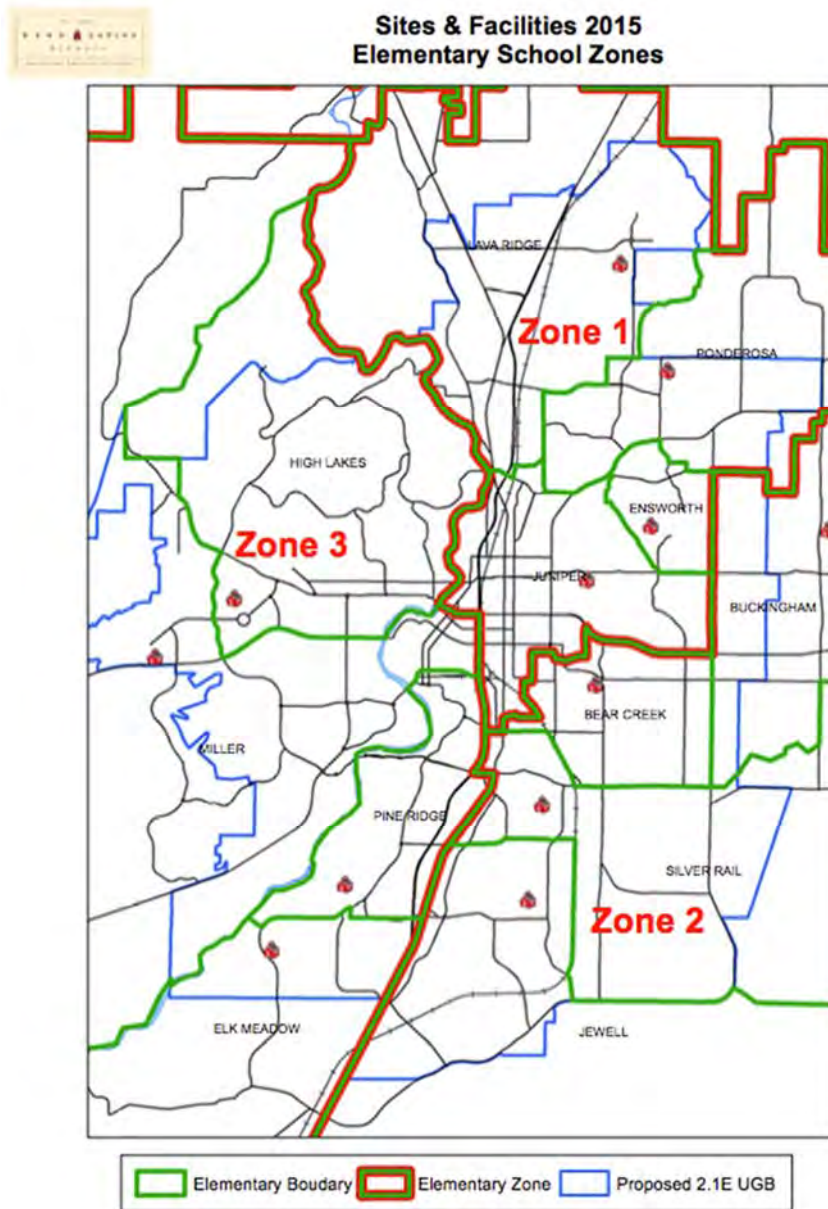 Sites & Facilities 2015
Elementary School Zones
LAVA RIDGE
Zone 1
PONDEROSA
HIGH LAKES
ENSWORTH
Zone 3
JUNIPER
BUCKINGHAM
BEAR CREEK
MILLER
PINE RIDGE
SILVER RAIL
Zone 2
ELK MEADOW
JEWELL
Elementary Boudary
Elementary Zone
Proposed 2.1E UGB